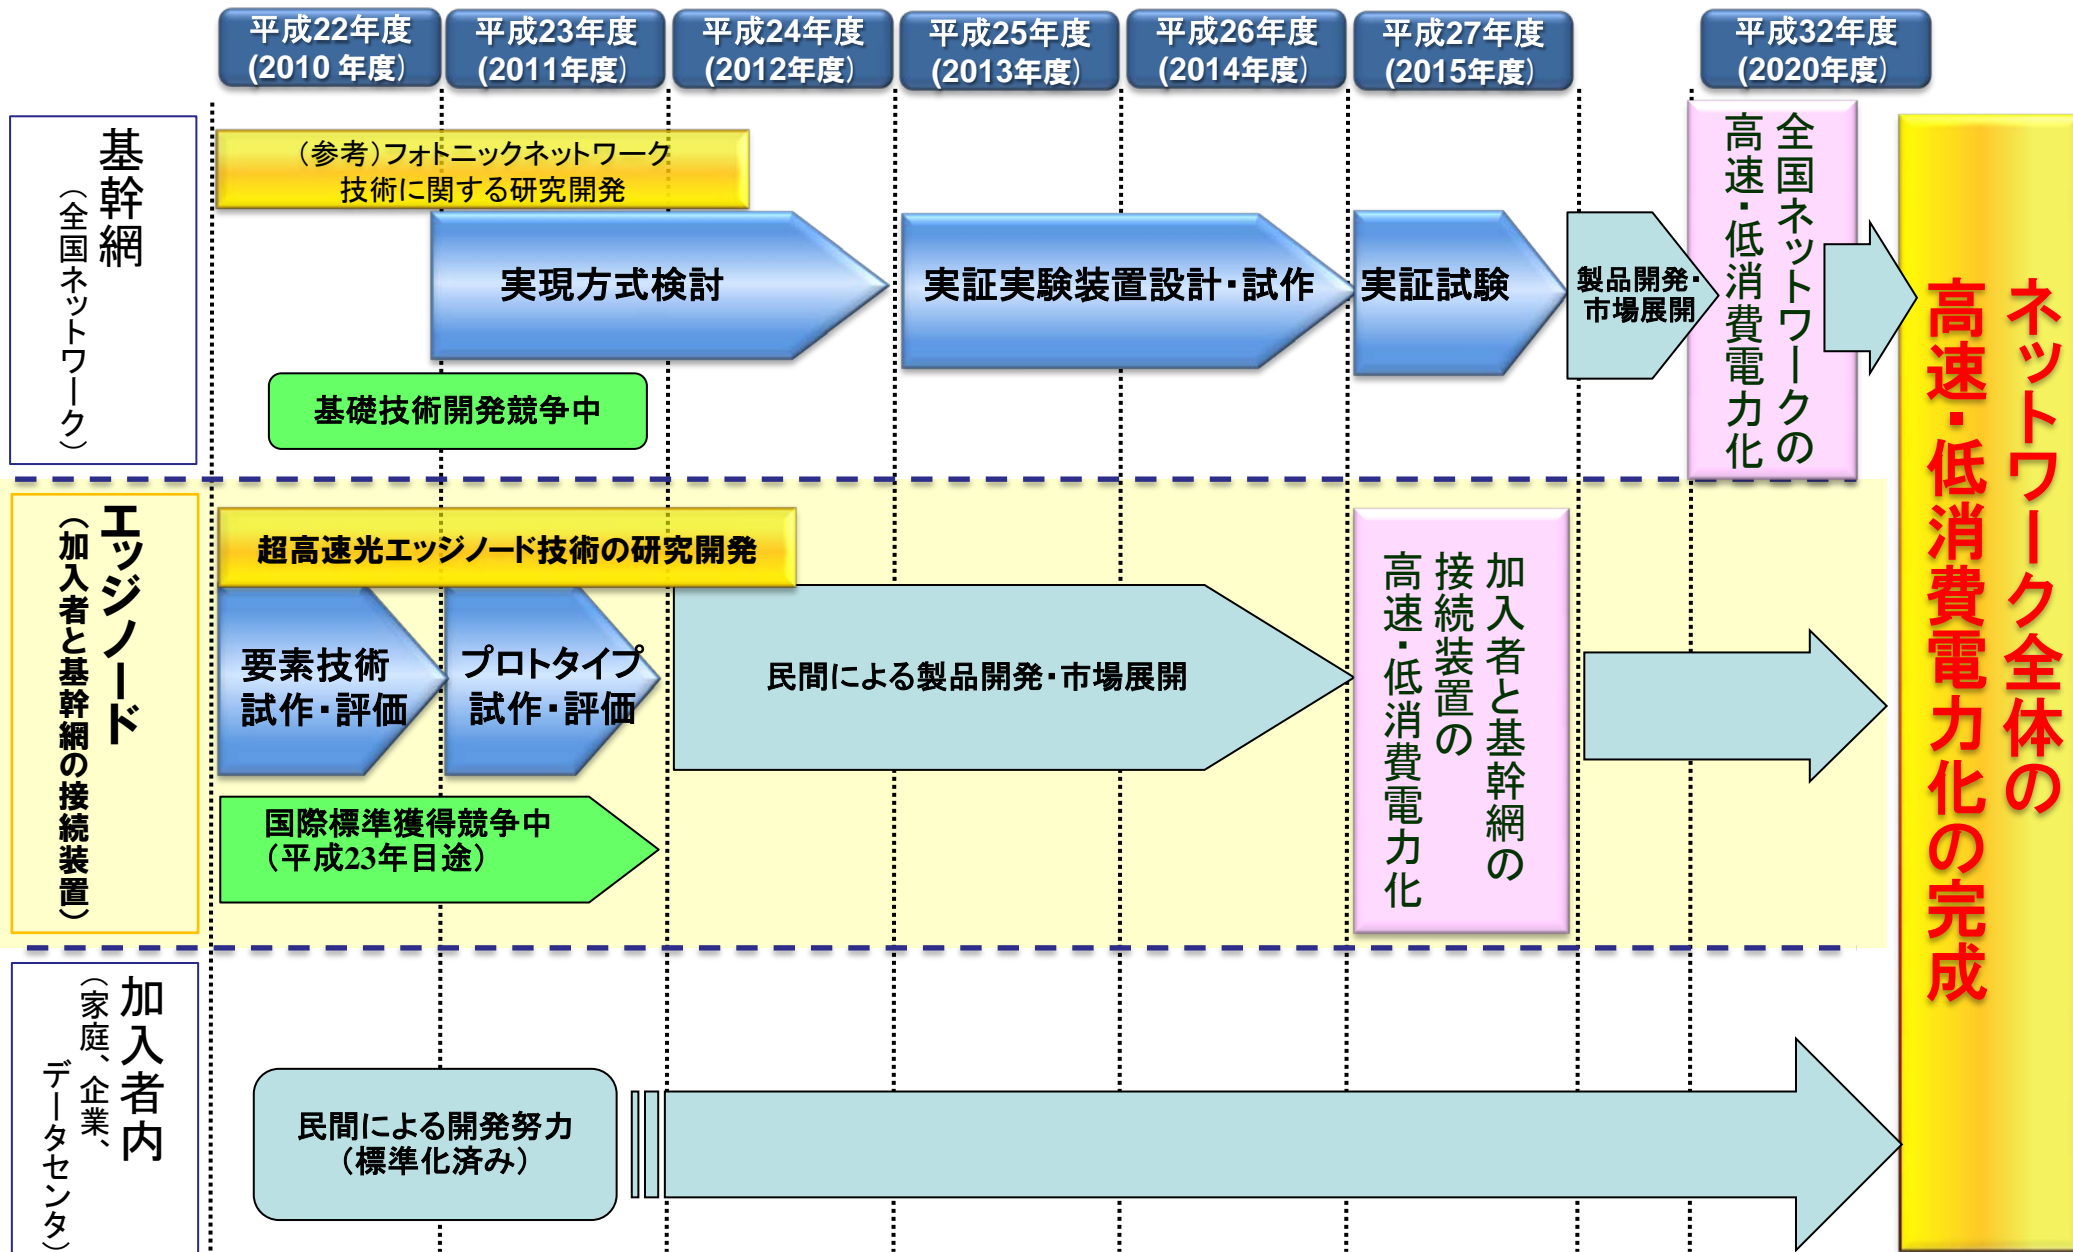 平成22年度
(2010 年度)
平成23年度
(2011年度)
平成24年度
(2012年度)
平成25年度
(2013年度)
平成26年度
(2014年度)
平成27年度
(2015年度)
平成32年度
(2020年度)
基幹網
（全国ネットワーク）
（参考）フォトニックネットワーク
技術に関する研究開発
実現方式検討
実証実験装置設計・試作
実証試験
製品開発・
市場展開
全国ネットワークの
高速・低消費電力化
基礎技術開発競争中
エッジノード
（加入者と基幹網の接続装置）
超高速光エッジノード技術の研究開発
要素技術
試作・評価
プロトタイプ
試作・評価
民間による製品開発・市場展開
加入者と基幹網の
接続装置の
高速・低消費電力化
国際標準獲得競争中
（平成23年目途）
加入者内
（家庭、企業、
データセンタ）
民間による開発努力
（標準化済み）
ネットワーク全体の
高速・低消費電力化の完成